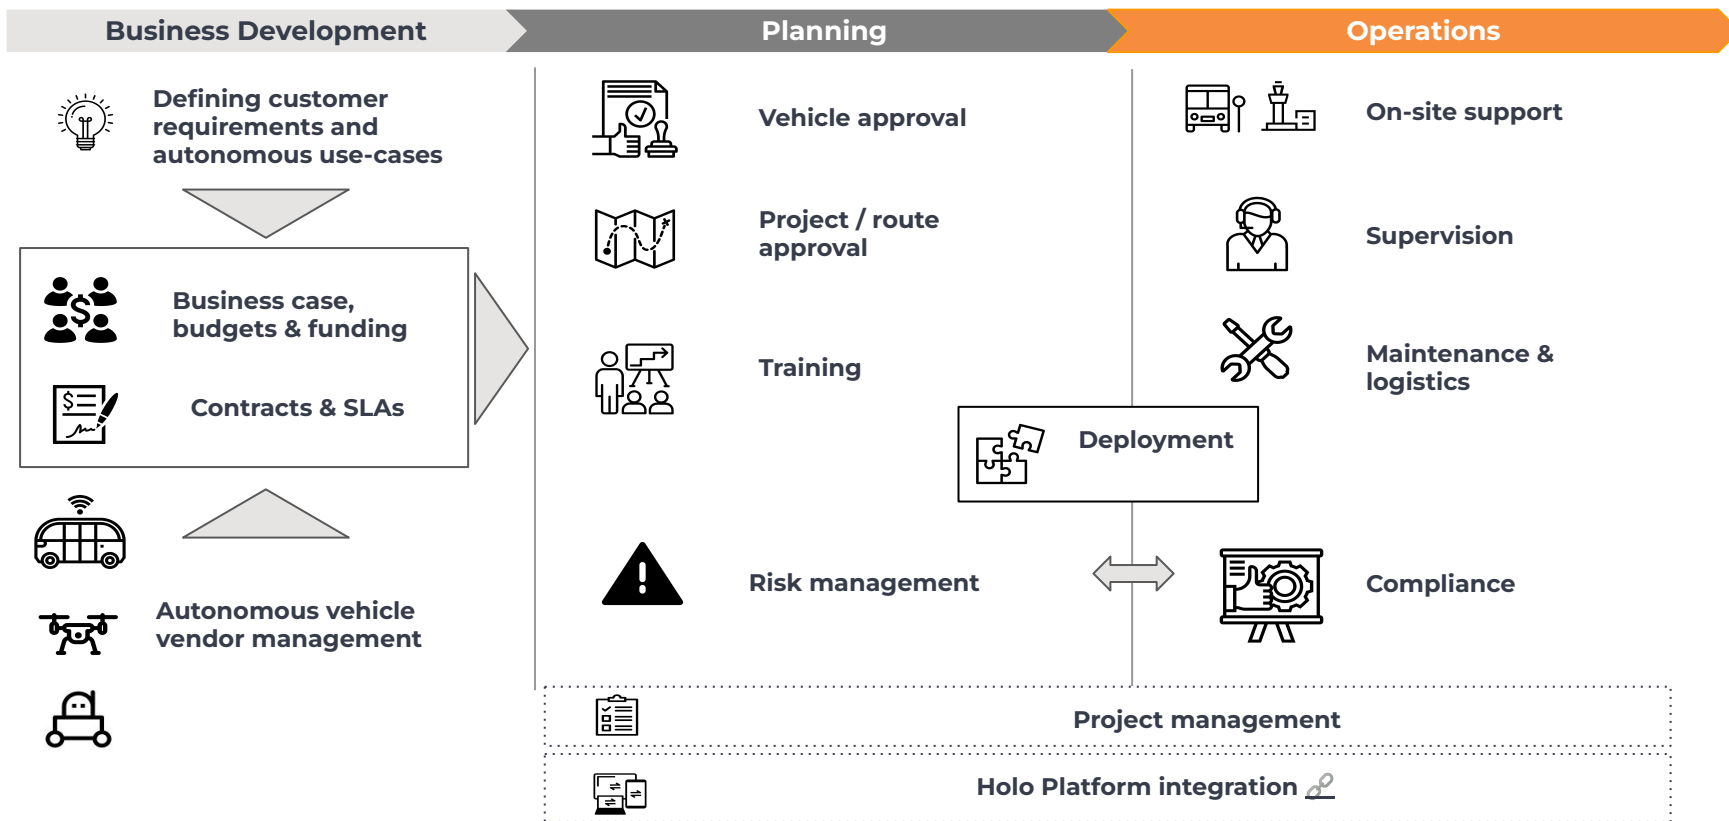 Business Development
Planning
Operations
Defining customer
requirements and
autonomous use-cases
Business case,
budgets & funding
Contracts & SLAs
Autonomous vehicle
vendor management
Vehicle approval
Project / route
approval
Training
Deployment
Risk management
On-site support
Supervision
Maintenance &
logistics
Compliance
Project management
Holo Platform integration